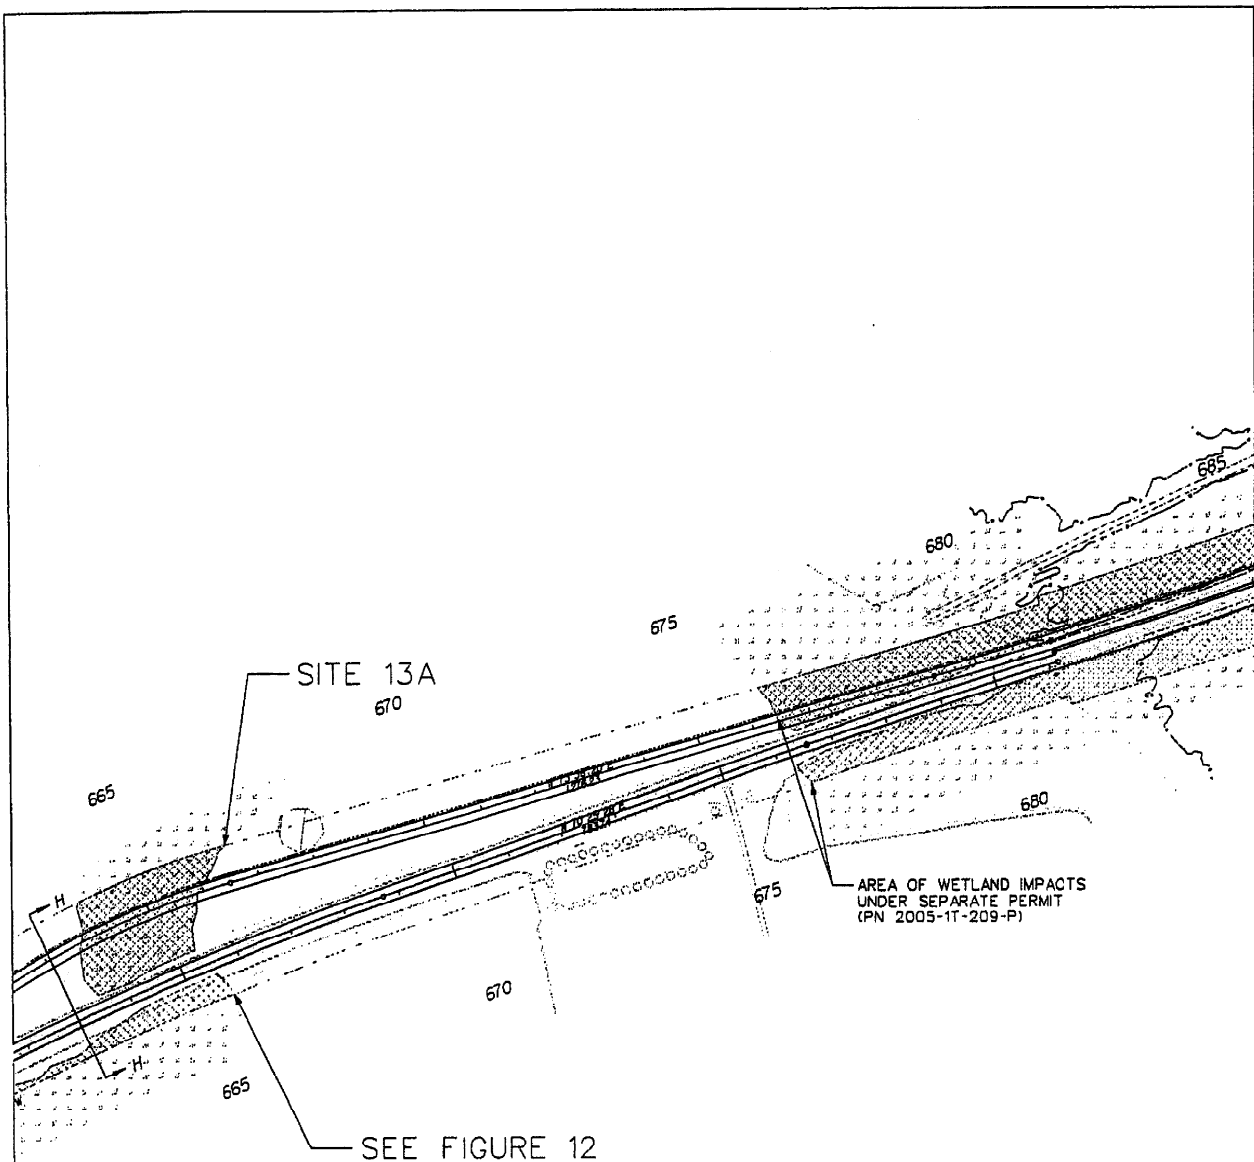 685
680
675
SITE 13A
670
665
680
675
AREA OF WETLAND IMPACTS
UNDER SEPARATE PERMIT
(PN 2005-1T-209-P)
H
670
H
665
SEE FIGURE 12